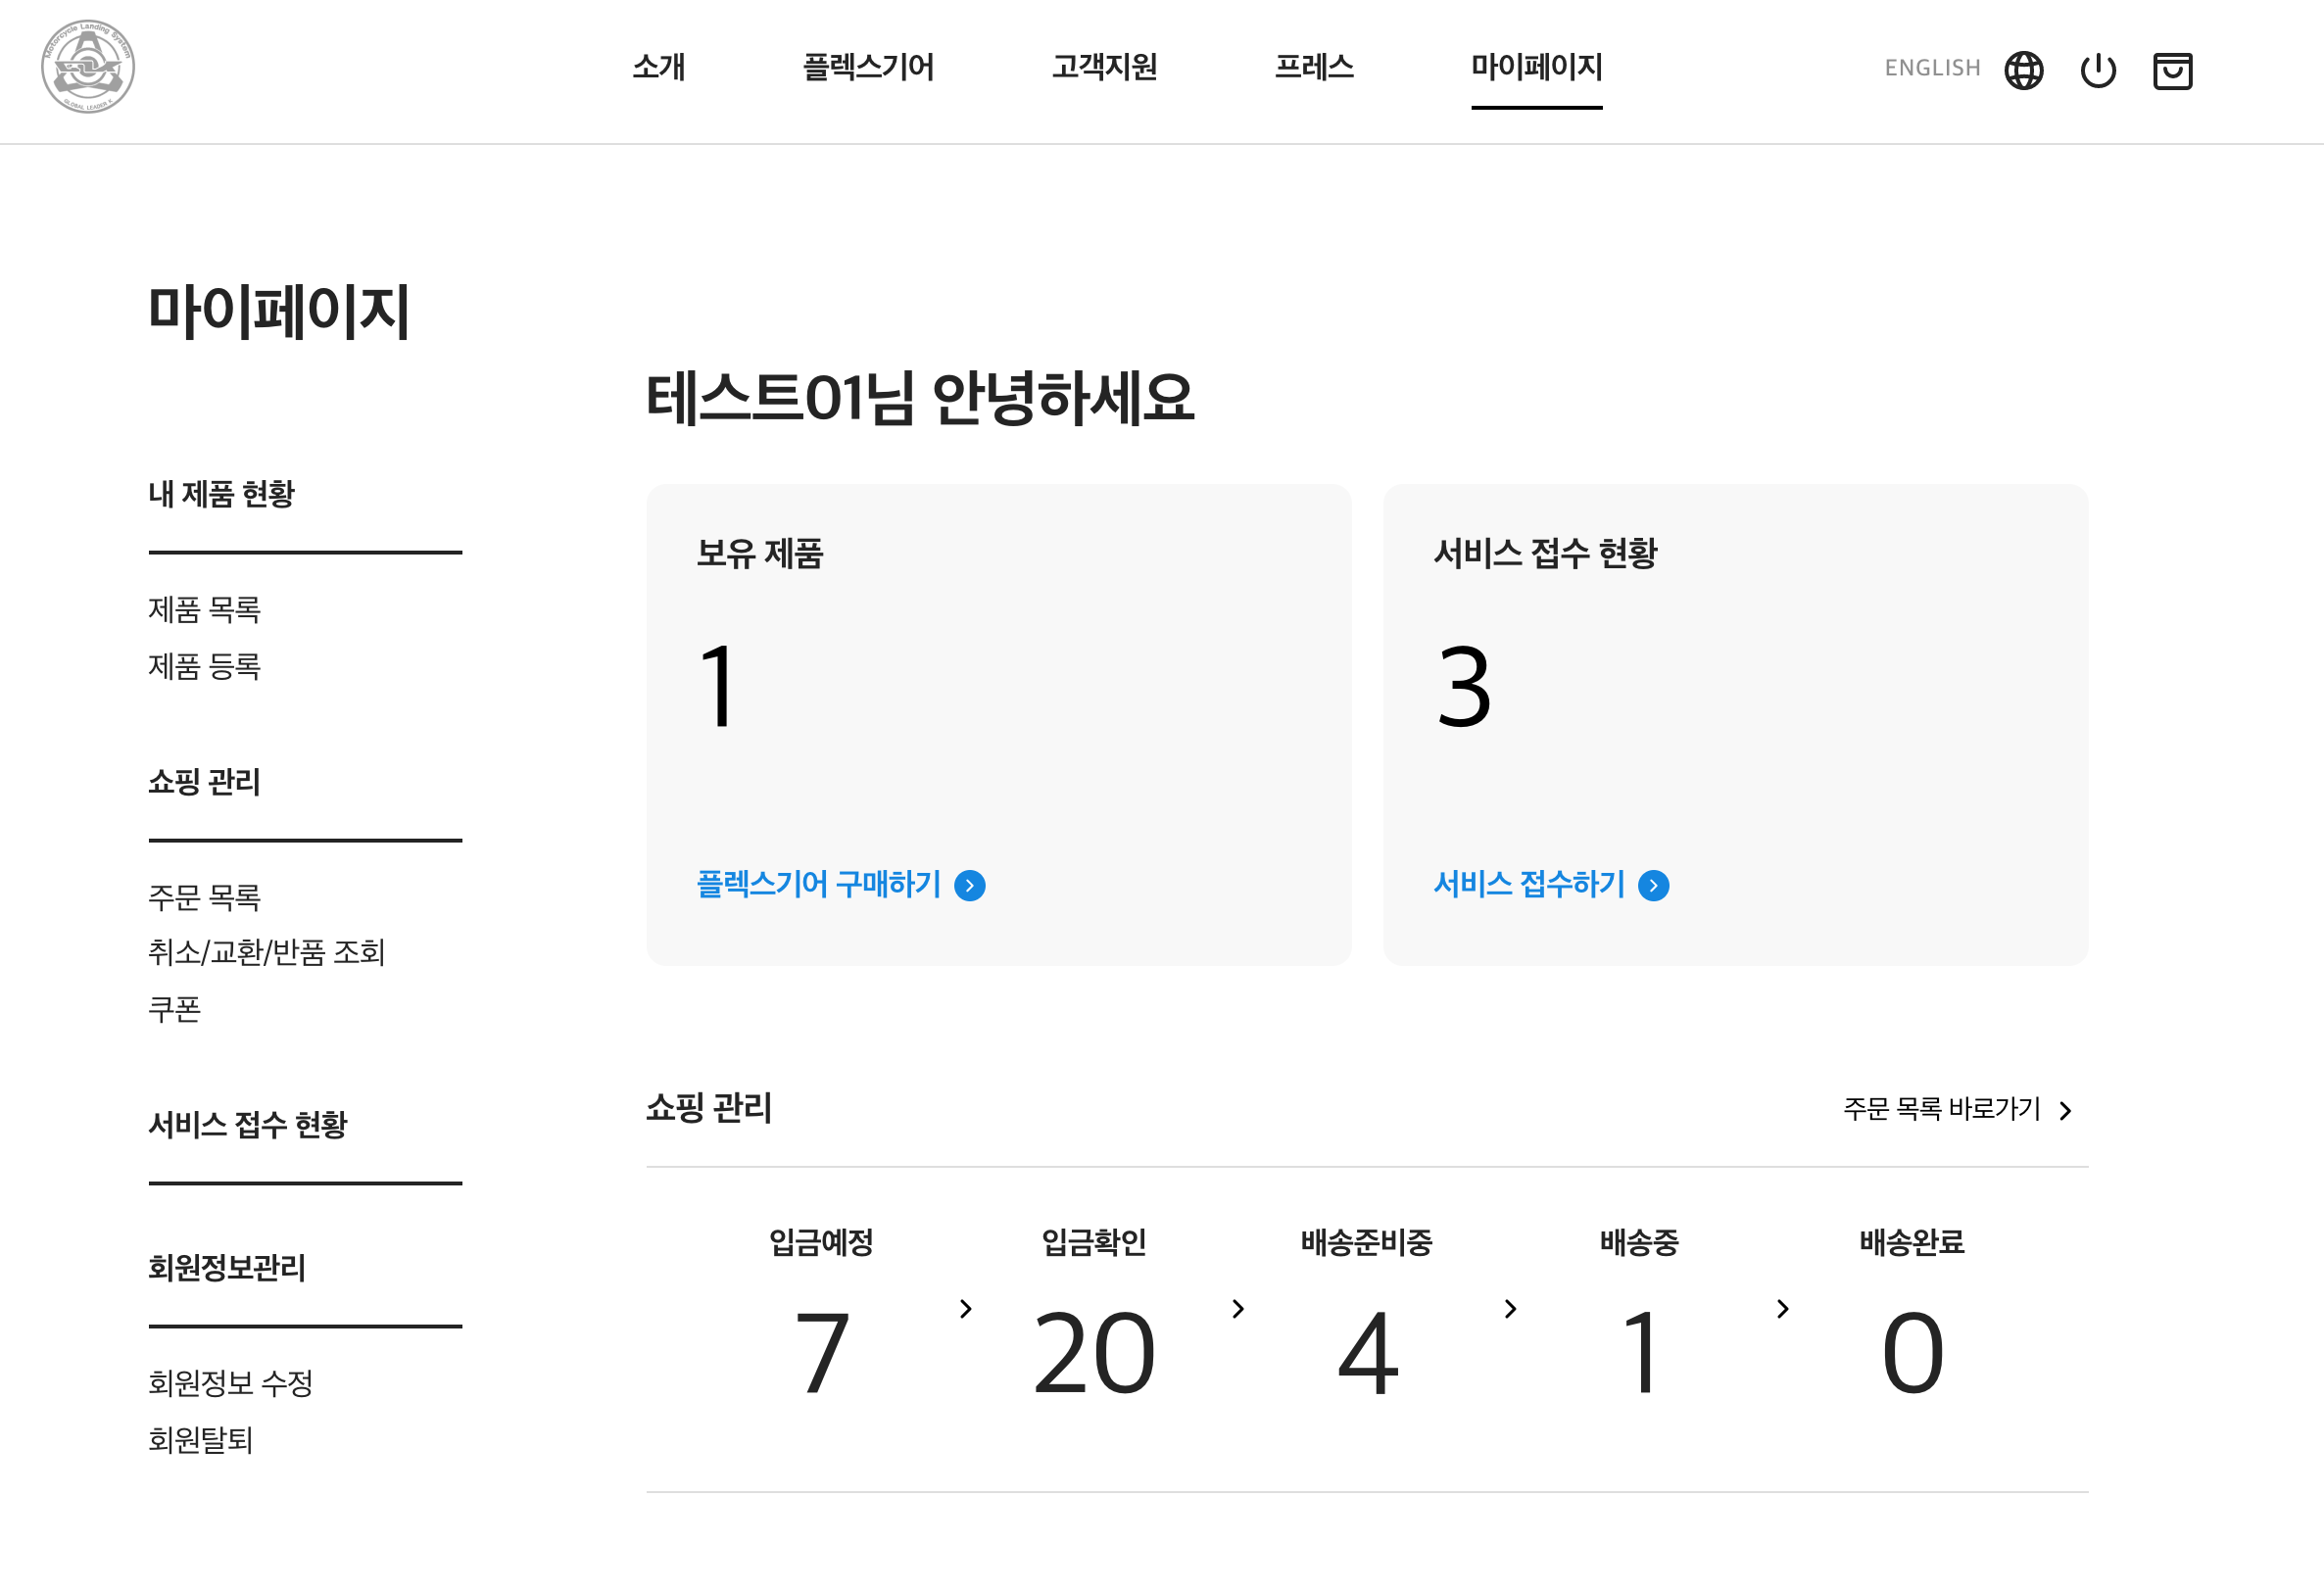 Motorcycle Landing System
GLOBAL LEADER K
소개
플렉스기어
고객지원
프레스
마이페이지
ENGLISH
마이페이지
내 제품 현황
제품 목록
제품 등록
쇼핑 관리
주문 목록
취소/교환/반품 조회
쿠폰
서비스 접수 현황
회원정보관리
회원정보 수정
회원탈퇴
테스트01님 안녕하세요
보유 제품
1
플렉스기어 구매하기
서비스 접수 현황
3
서비스 접수하기
쇼핑 관리
주문 목록 바로가기
입금예정
7
입금확인
20
배송준비중
4
배송중
1
배송완료
0